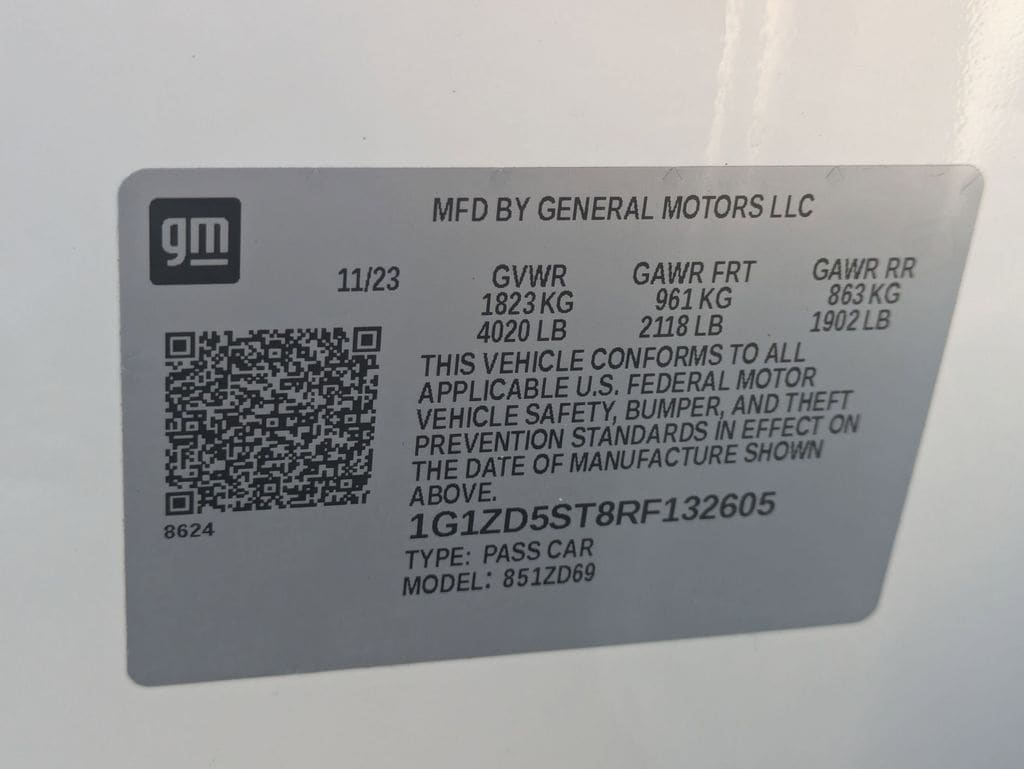 gm
MFD BY GENERAL MOTORS LLC
11/23 GVWR GAWR FRT GAWR RR
1823 KG 961 KG 863 KG
4020 LB 2118 LB 1902 LB
THIS VEHICLE CONFORMS TO ALL
APPLICABLE U.S. FEDERAL MOTOR
VEHICLE SAFETY, BUMPER, AND THEFT
PREVENTION STANDARDS IN EFFECT ON
THE DATE OF MANUFACTURE SHOWN
ABOVE.
8624
1G1ZD5ST8RF132605
TYPE: PASS CAR
MODEL: 851ZD69